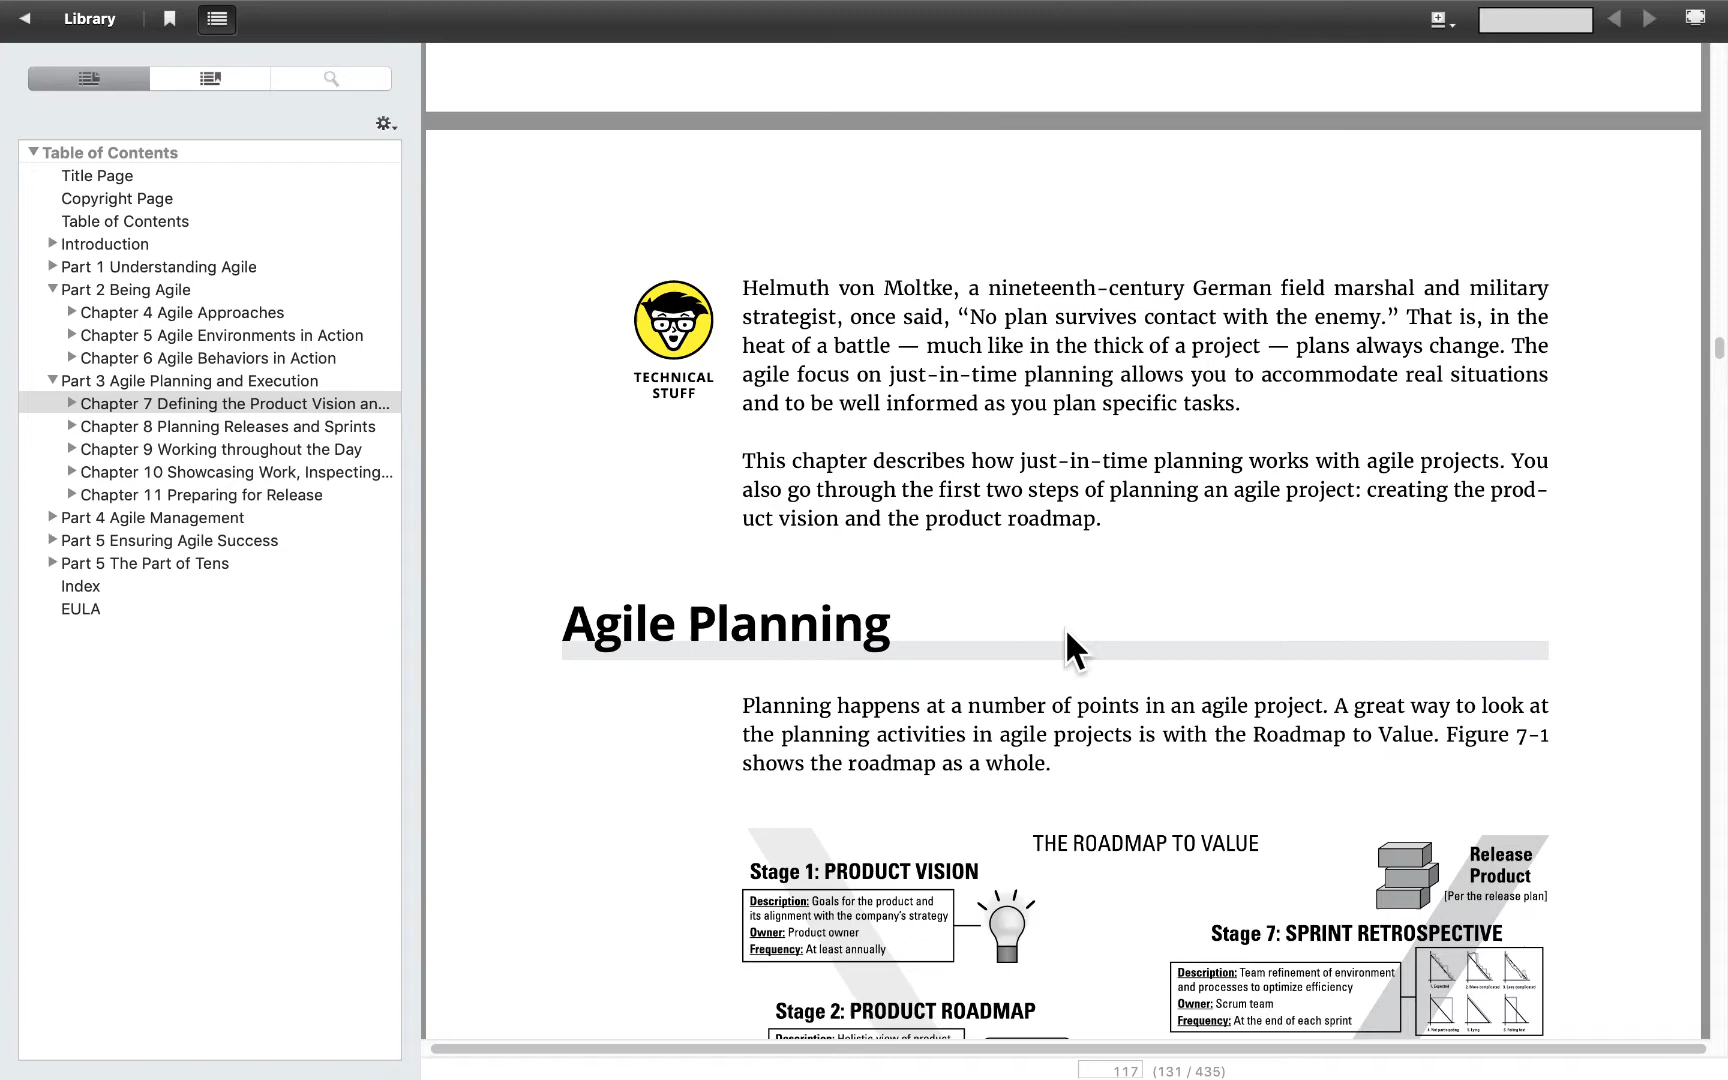 Library
Table of Contents
Title Page
Copyright Page
Table of Contents
Introduction
Part 1 Understanding Agile
Part 2 Being Agile
Chapter 4 Agile Approaches
Chapter 5 Agile Environments in Action
Chapter 6 Agile Behaviors in Action
Part 3 Agile Planning and Execution
Chapter 7 Defining the Product Vision an...
Chapter 8 Planning Releases and Sprints
Chapter 9 Working throughout the Day
Chapter 10 Showcasing Work, Inspecting...
Chapter 11 Preparing for Release
Part 4 Agile Management
Part 5 Ensuring Agile Success
Part 5 The Part of Tens
Index
EULA
TECHNICAL
STUFF
Helmuth von Moltke, a nineteenth-century German field marshal and military
strategist, once said, “No plan survives contact with the enemy.” That is, in the
heat of a battle — much like in the thick of a project — plans always change. The
agile focus on just-in-time planning allows you to accommodate real situations
and to be well informed as you plan specific tasks.
This chapter describes how just-in-time planning works with agile projects. You
also go through the first two steps of planning an agile project: creating the prod-
uct vision and the product roadmap.
Agile Planning
Planning happens at a number of points in an agile project. A great way to look at
the planning activities in agile projects is with the Roadmap to Value. Figure 7-1
shows the roadmap as a whole.
THE ROADMAP TO VALUE
Stage 1: PRODUCT VISION
Description: Goals for the product and
its alignment with the company's strategy
Owner: Product owner
Frequency: At least annually
Release
Product
[Per the release plan]
Stage 7: SPRINT RETROSPECTIVE
Description: Team refinement of environment
and processes to optimize efficiency
Owner: Scrum team
Frequency: At the end of each sprint
Stage 2: PRODUCT ROADMAP
Description: Holistic view of product
117 (131 / 435)